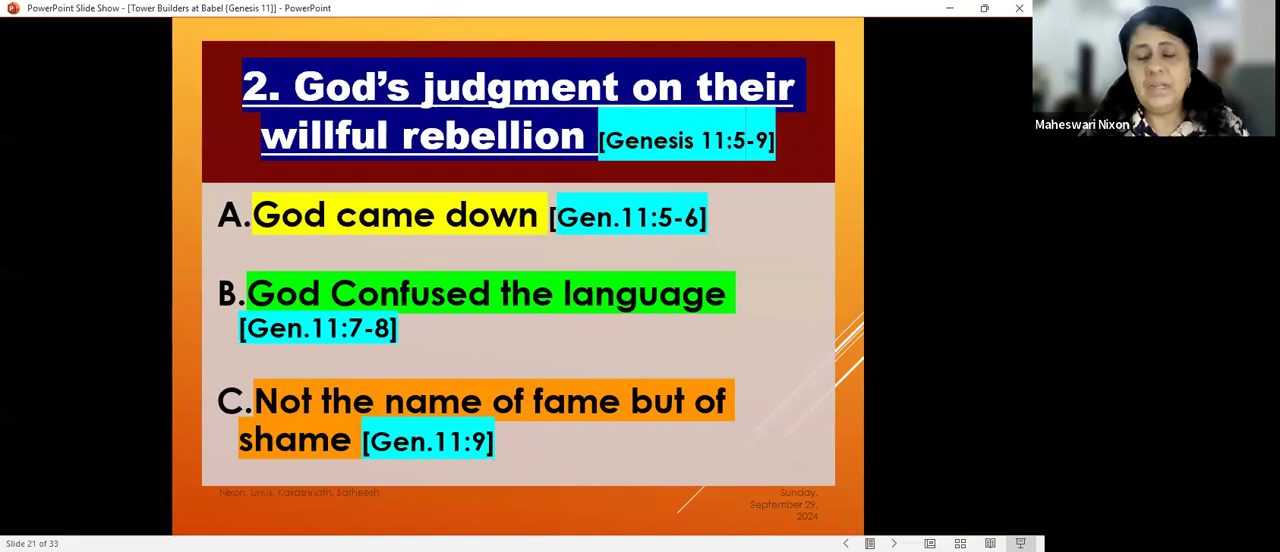 PowerPoint Slide Show - [Tower Builders at Babel {Genesis 11]] - PowerPoint
2. God's judgment on their
willful rebellion [Genesis 11:5-9]
A.God came down [Gen.11:5-6]
B.God Confused the language
[Gen.11:7-8]
C.Not the name of fame but of
shame [Gen.11:9]
Nixon, Linus, Kailashnath, Satheesh
Sunday,
September 29,
2024
Maheswari Nixon
Slide 21 of 33